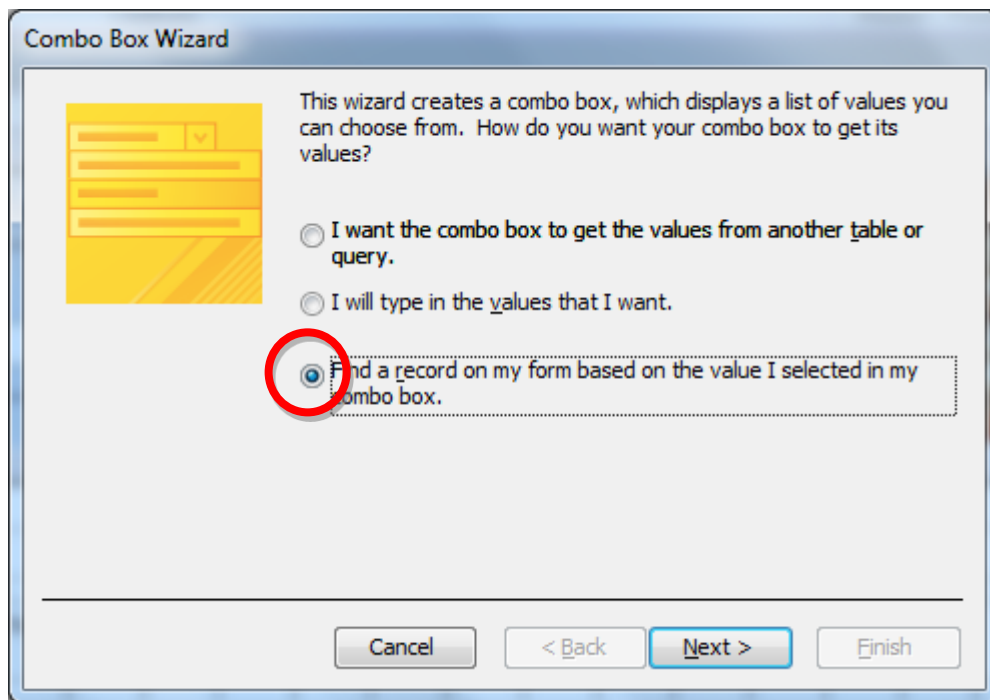 Combo Box Wizard
This wizard creates a combo box, which displays a list of values you
can choose from. How do you want your combo box to get its
values?
I want the combo box to get the values from another table or
query.
I will type in the values that I want.
Find a record on my form based on the value I selected in my
combo box.
Cancel
< Back
Next >
Finish